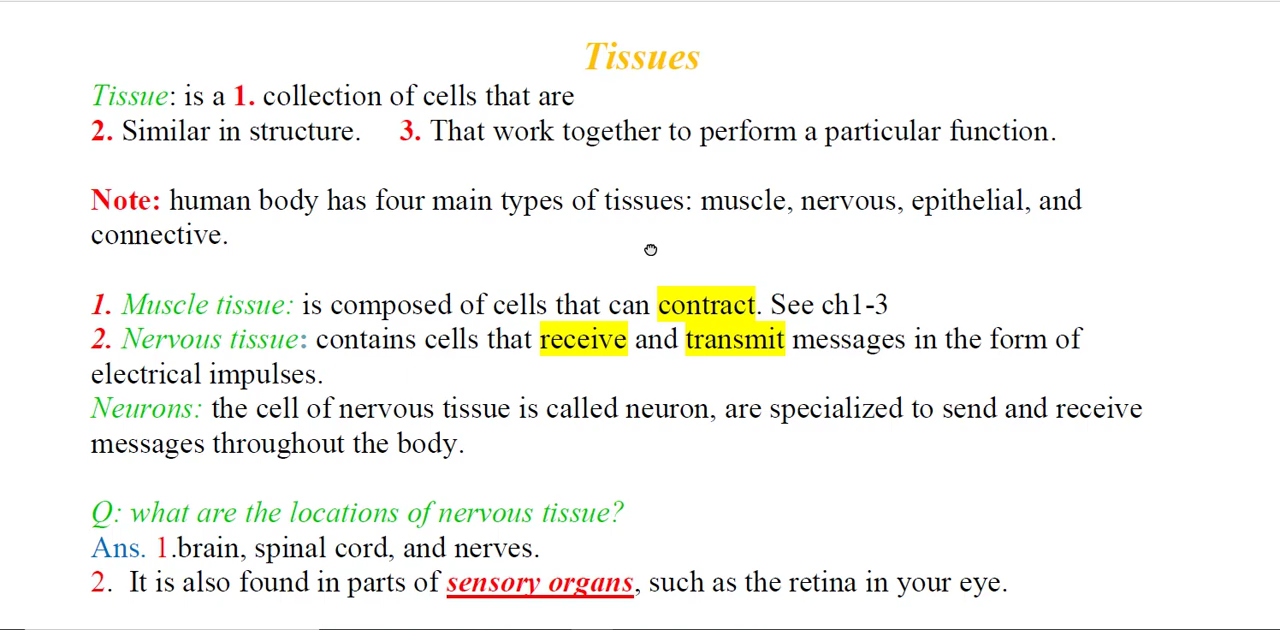 Tissues
Tissue: is a 1. collection of cells that are
2. Similar in structure. 3. That work together to perform a particular function.
Note: human body has four main types of tissues: muscle, nervous, epithelial, and
connective.
1. Muscle tissue: is composed of cells that can contract. See ch1-3
2. Nervous tissue: contains cells that receive and transmit messages in the form of
electrical impulses.
Neurons: the cell of nervous tissue is called neuron, are specialized to send and receive
messages throughout the body.
Q: what are the locations of nervous tissue?
Ans. 1.brain, spinal cord, and nerves.
2. It is also found in parts of sensory organs, such as the retina in your eye.